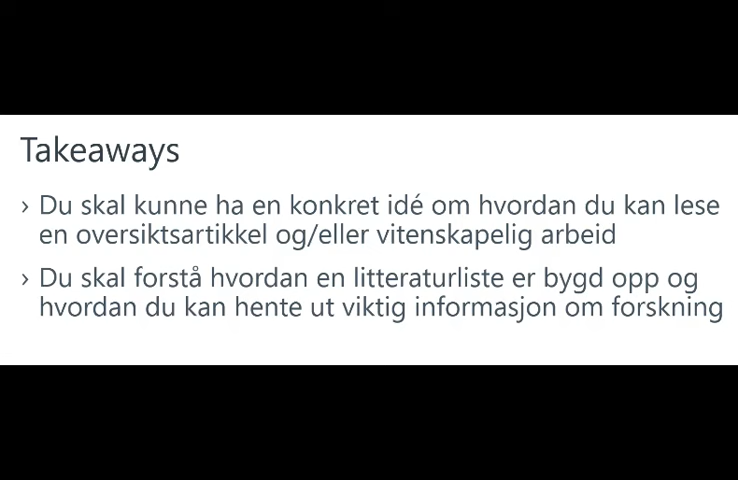 Takeaways
› Du skal kunne ha en konkret idé om hvordan du kan lese
en oversiktsartikkel og/eller vitenskapelig arbeid
› Du skal forstå hvordan en litteraturliste er bygd opp og
hvordan du kan hente ut viktig informasjon om forskning